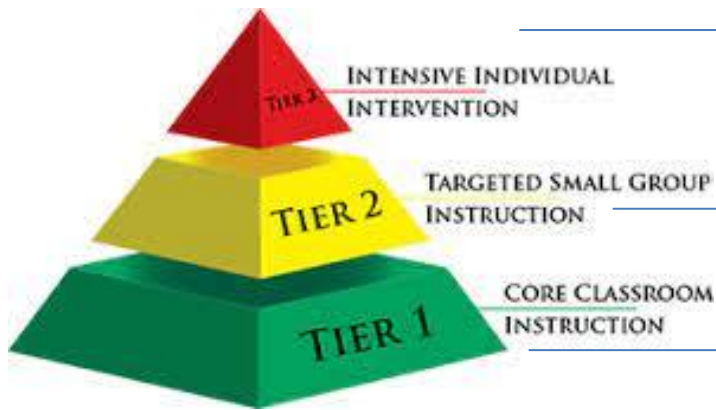 TIER 3
INTENSIVE INDIVIDUAL
INTERVENTION
TIER 2
TARGETED SMALL GROUP
INSTRUCTION
TIER 1
CORE CLASSROOM
INSTRUCTION